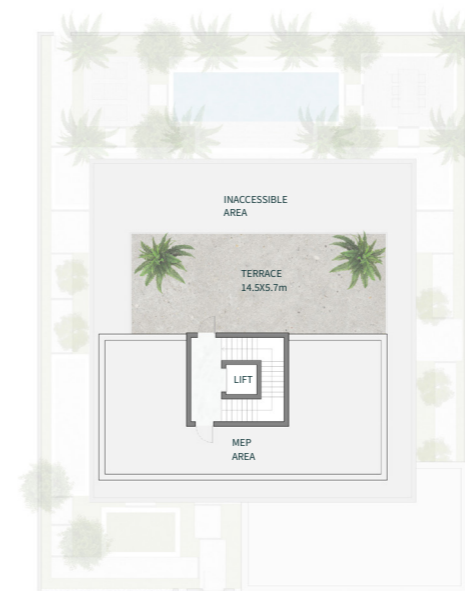 INACCESSIBLE
AREA
TERRACE
14.5X5.7m
LIFT
MEP
AREA